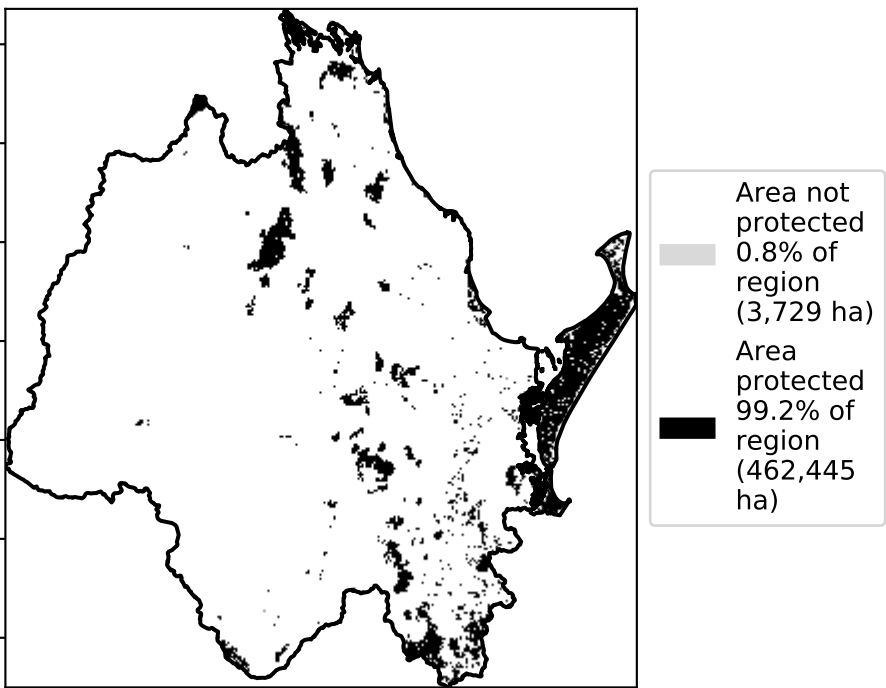 Area not
protected
0.8% of
region
(3,729 ha)
Area
protected
99.2% of
region
(462,445
ha)